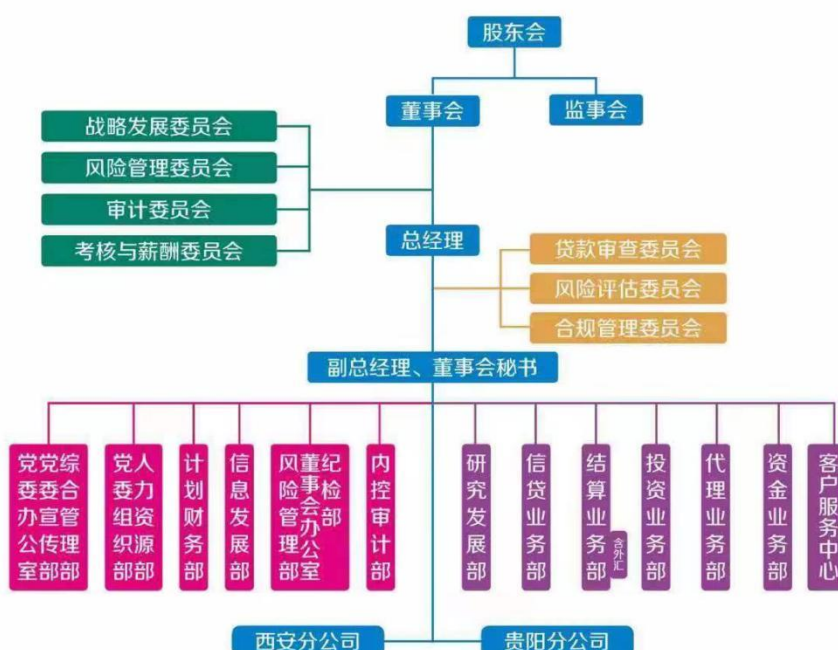 股东会
董事会
监事会
战略发展委员会
风险管理委员会
审计委员会
考核与薪酬委员会
总经理
贷款审查委员会
风险评估委员会
合规管理委员会
副总经理、董事会秘书
党委办公室
党委宣传部
综合管理部
党委组织部
人力资源部
计划财务部
信息发展部
风险管理部
董事会办公室
纪检部
内控审计部
研究发展部
信贷业务部
结算业务部
含外汇
投资业务部
代理业务部
资金业务部
客户服务中心
西安分公司
贵阳分公司